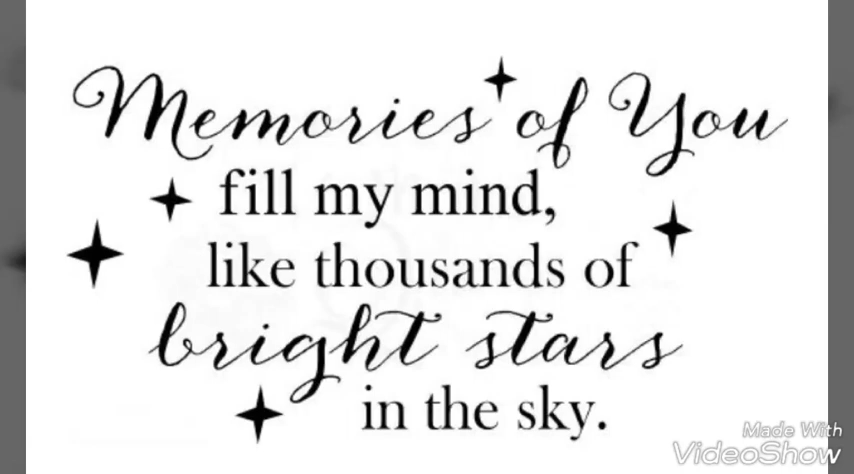 Memories of You
fill my mind,
like thousands of
bright stars
in the sky.
Made With
VideoShow